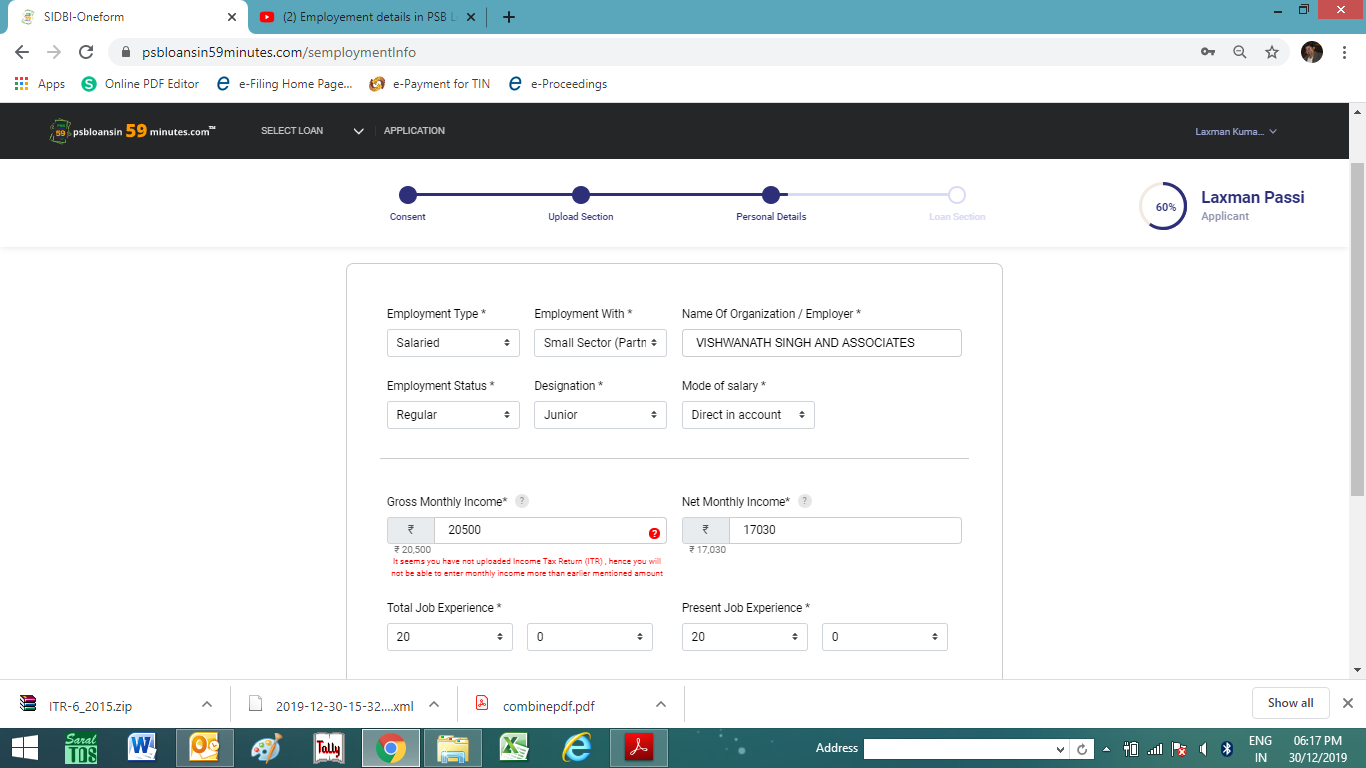 SIDBI-Oneform
(2) Employement details in PSB L
psbloansin59minutes.com/semploymentInfo
Apps
Online PDF Editor
e-Filing Home Page...
e-Payment for TIN
e-Proceedings
psbloansin 59 minutes.com™
SELECT LOAN
APPLICATION
Laxman Kuma...
Consent
Upload Section
Personal Details
Loan Section
60%
Laxman Passi
Applicant
Employment Type *
Employment With *
Name Of Organization / Employer *
Salaried
Small Sector (Partn
VISHWANATH SINGH AND ASSOCIATES
Employment Status *
Designation *
Mode of salary *
Regular
Junior
Direct in account
Gross Monthly Income* ?
Net Monthly Income* ?
₹ 20500 ?
₹ 17030
₹ 20,500
₹ 17,030
It seems you have not uploaded Income Tax Return (ITR) , hence you will
not be able to enter monthly income more than earlier mentioned amount
Total Job Experience *
Present Job Experience *
20 0
20 0
ITR-6_2015.zip
2019-12-30-15-32....xml
combinepdf.pdf
Show all
Saral
TDS
Tally
Address
ENG
IN
06:17 PM
30/12/2019